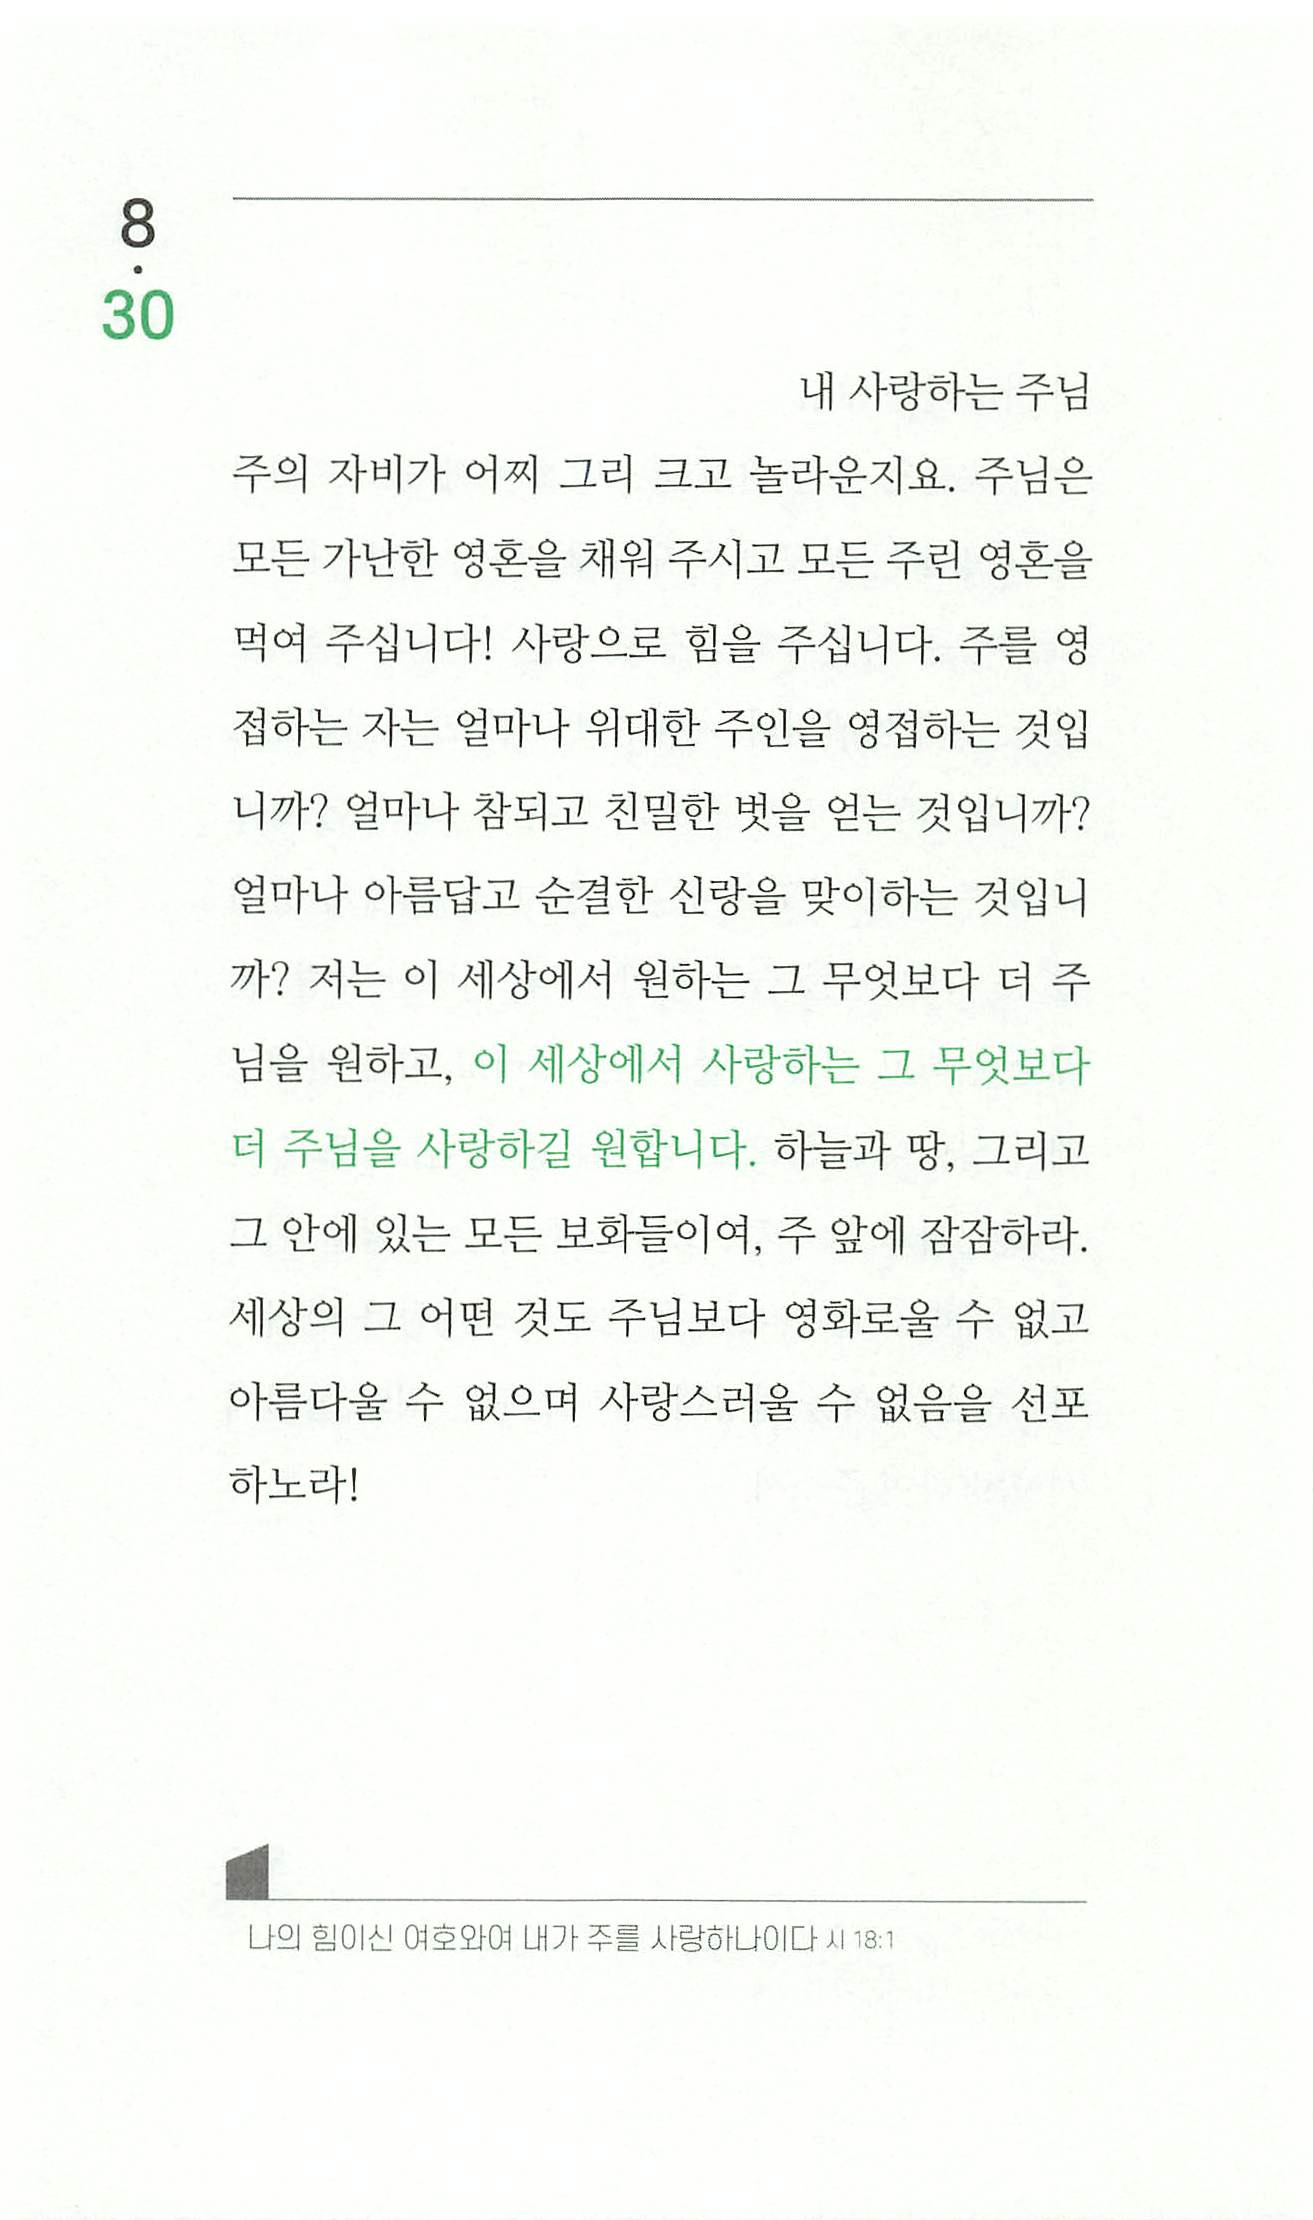 8
.
30
내 사랑하는 주님
주의 자비가 어찌 그리 크고 놀라운지요. 주님은
모든 가난한 영혼을 채워 주시고 모든 주린 영혼을
먹여 주십니다! 사랑으로 힘을 주십니다. 주를 영
접하는 자는 얼마나 위대한 주인을 영접하는 것입
니까? 얼마나 참되고 친밀한 벗을 얻는 것입니까?
얼마나 아름답고 순결한 신랑을 맞이하는 것입니
까? 저는 이 세상에서 원하는 그 무엇보다 더 주
님을 원하고, 이 세상에서 사랑하는 그 무엇보다
더 주님을 사랑하길 원합니다. 하늘과 땅, 그리고
그 안에 있는 모든 보화들이여, 주 앞에 잠잠하라.
세상의 그 어떤 것도 주님보다 영화로울 수 없고
아름다울 수 없으며 사랑스러울 수 없음을 선포
하노라!
나의 힘이신 여호와여 내가 주를 사랑하나이다 시 18:1